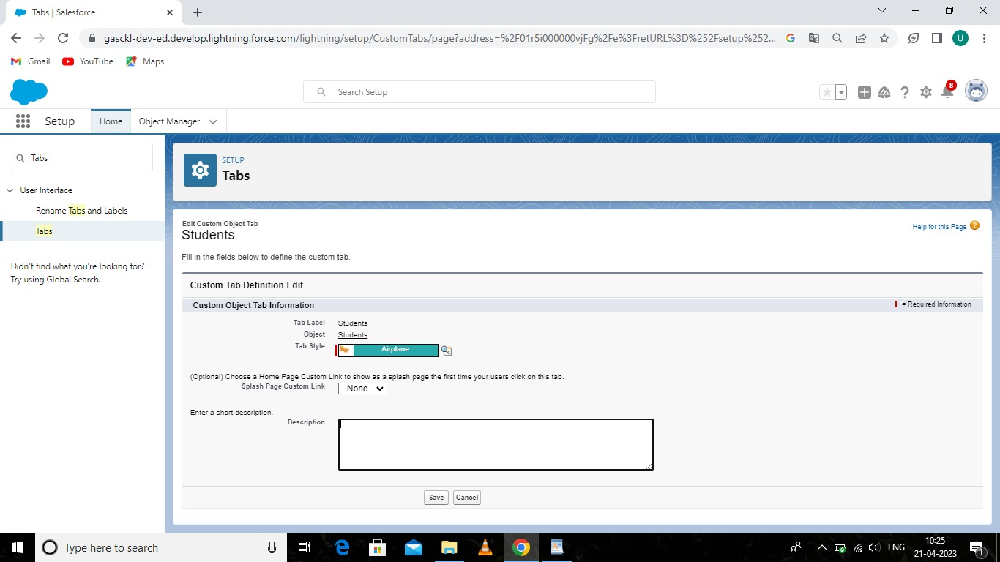 Tabs | Salesforce
gasckl-dev-ed.develop.lightning.force.com/lightning/setup/CustomTabs/page?address=%2F01r5i000000vjFg%2Fe%3FretURL%3D%252Fsetup%252...
U
Gmail YouTube Maps
Search Setup
8
Setup Home Object Manager
Tabs
User Interface
Rename Tabs and Labels
Tabs
Didn't find what you're looking for?
Try using Global Search.
SETUP
Tabs
Edit Custom Object Tab
Students
Help for this Page ?
Fill in the fields below to define the custom tab.
Custom Tab Definition Edit
Custom Object Tab Information
= Required Information
Tab Label Students
Object Students
Tab Style Airplane
(Optional) Choose a Home Page Custom Link to show as a splash page the first time your users click on this tab.
Splash Page Custom Link --None--
Enter a short description.
Description
Save Cancel
Type here to search
ENG
10:25
21-04-2023
1